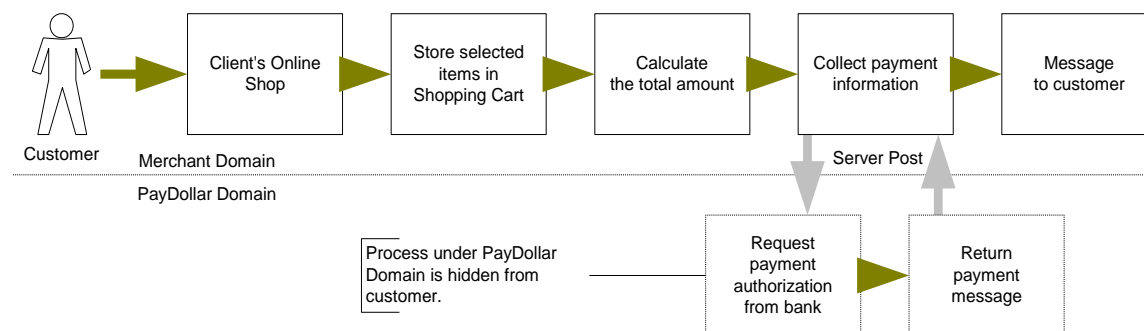 Client's Online
Shop
Store selected
items in
Shopping Cart
Calculate
the total amount
Collect payment
information
Message
to customer
Customer
Merchant Domain
Server Post
PayDollar Domain
Process under PayDollar
Domain is hidden from
customer.
Request
payment
authorization
from bank
Return
payment
message